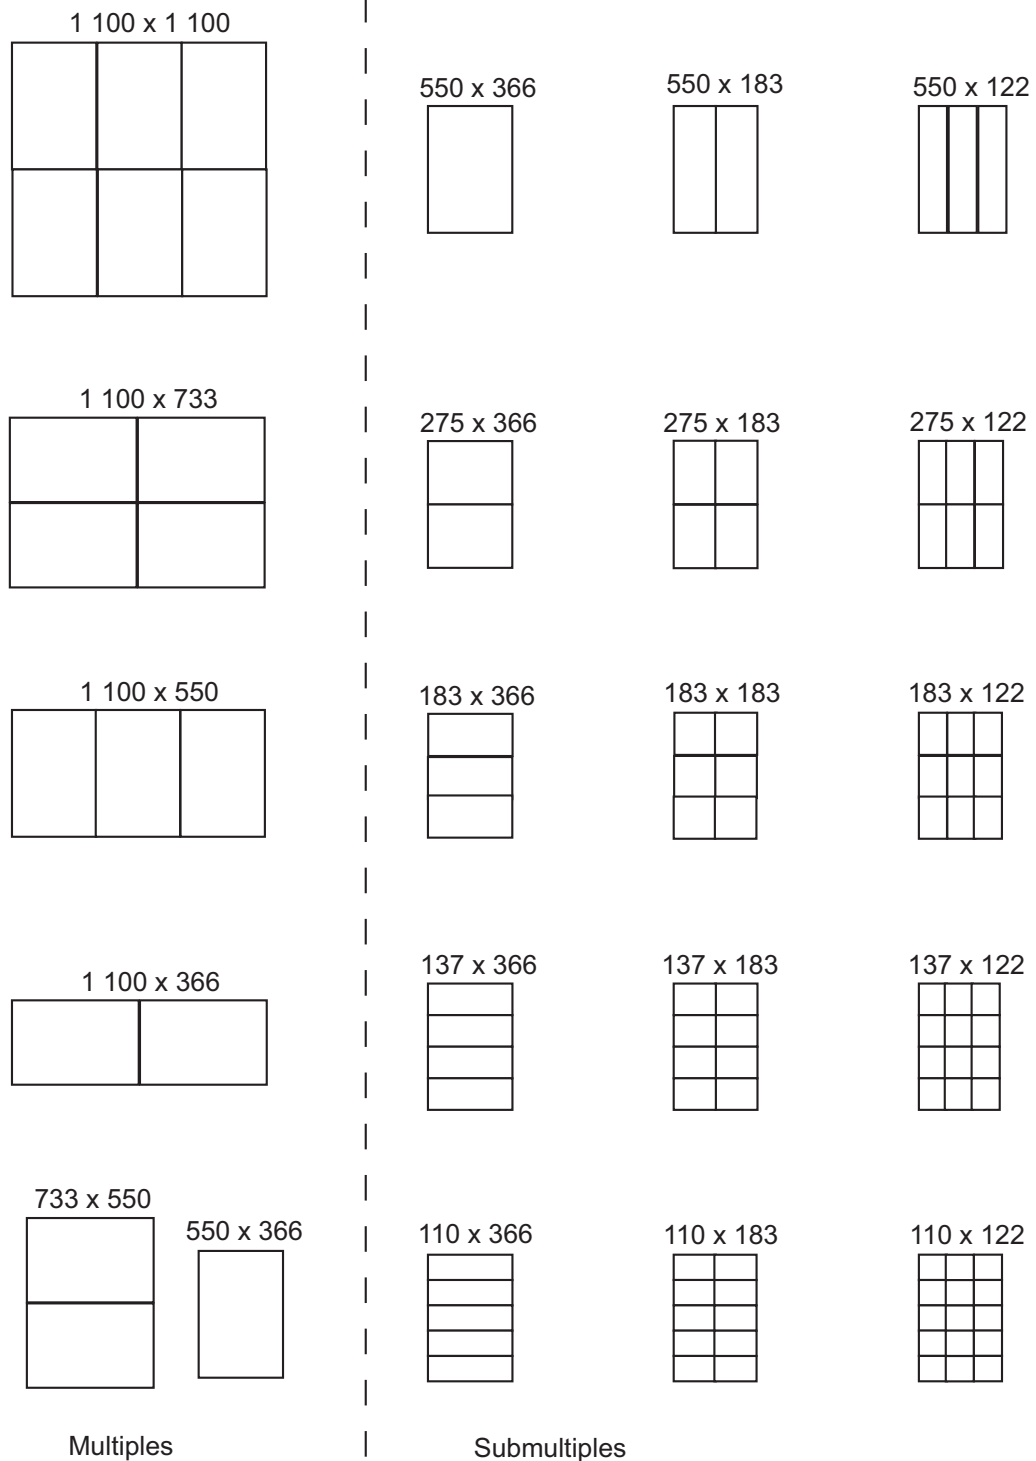 1 100 x 1 100
550 x 366
550 x 183
550 x 122
1 100 x 733
275 x 366
275 x 183
275 x 122
1 100 x 550
183 x 366
183 x 183
183 x 122
1 100 x 366
137 x 366
137 x 183
137 x 122
733 x 550
550 x 366
110 x 366
110 x 183
110 x 122
Multiples
Submultiples